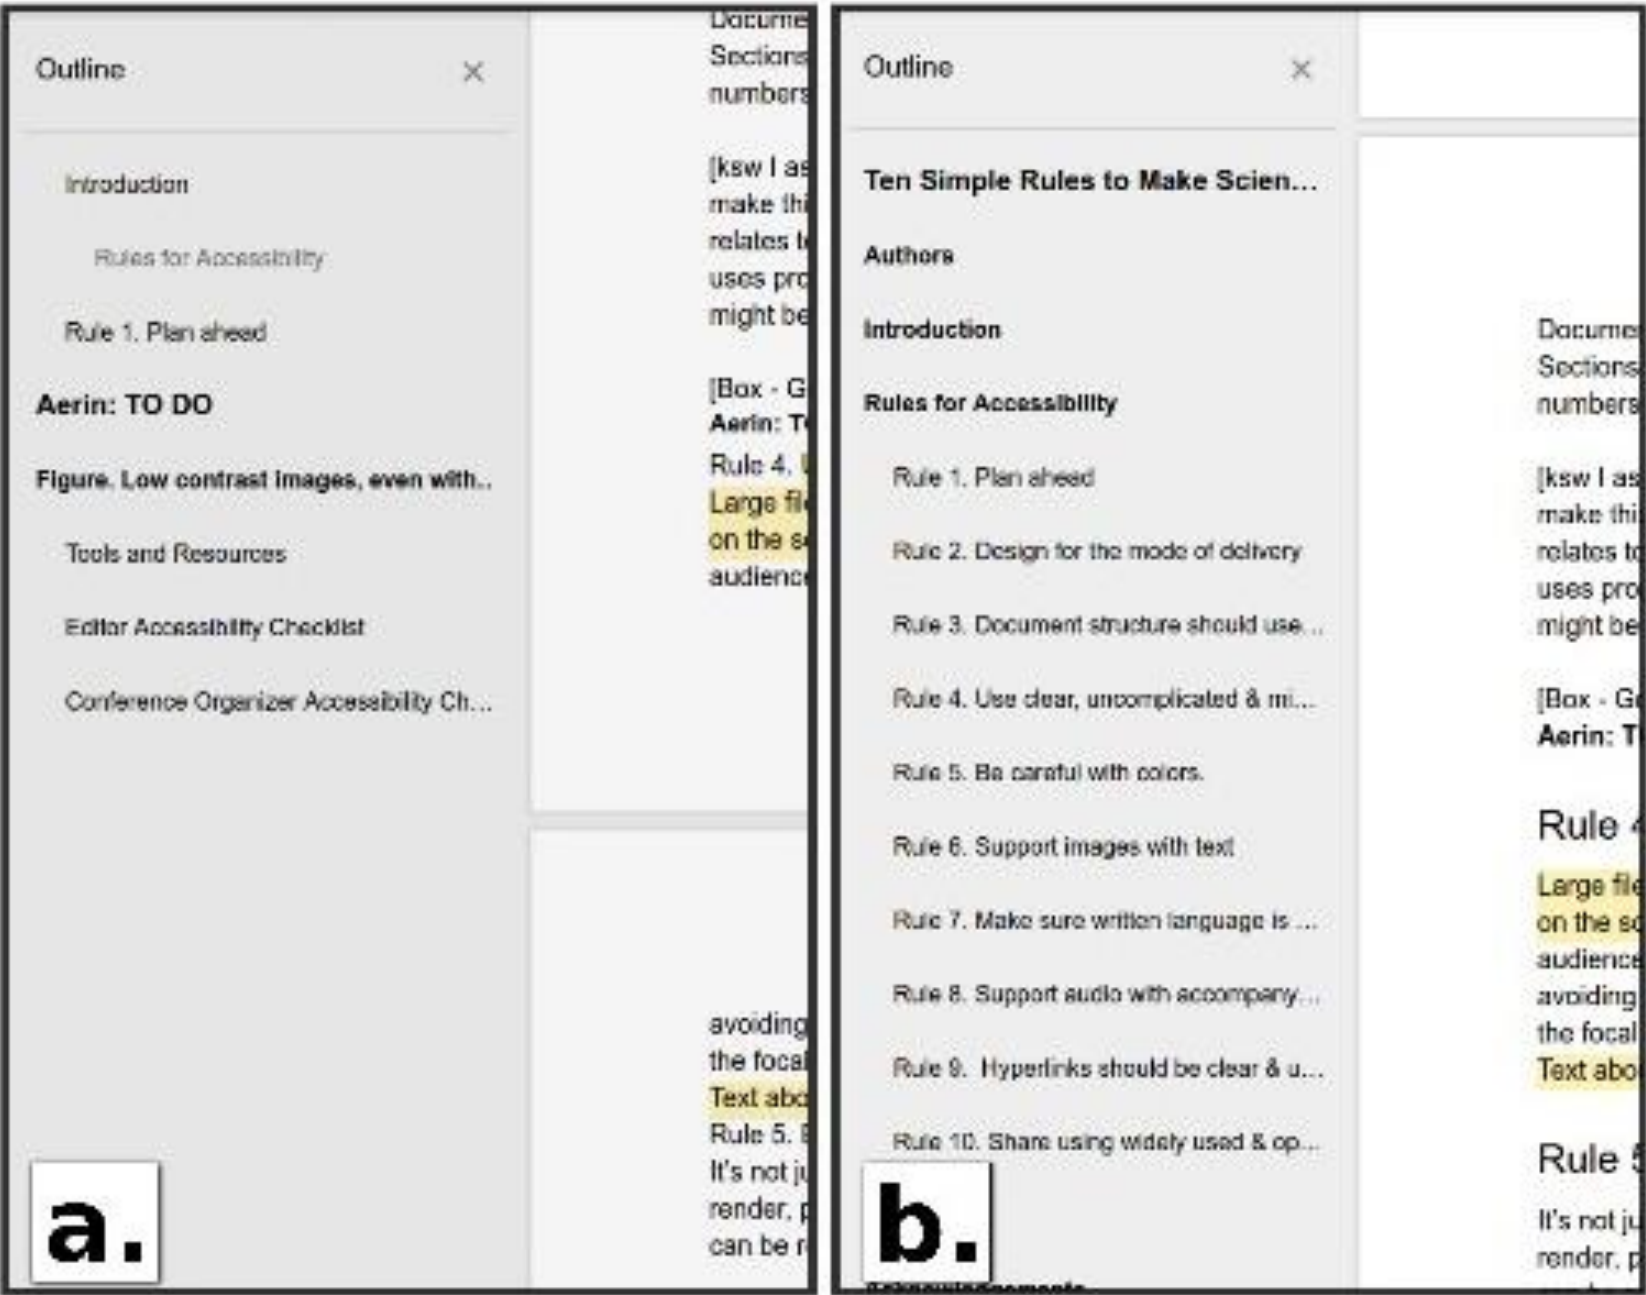 Outline ×
Introduction
Rules for Accessibility
Rule 1. Plan ahead
Aerin: TO DO
Figure. Low contrast images, even with..
Tools and Resources
Editor Accessibility Checklist
Conference Organizer Accessibility Ch...
Docume
Sections
numbers
[ksw I as
make thi
relates t
uses pro
might be
[Box - G
Aerin: T
Rule 4.
Large file
on the s
audience
avoiding
the focal
Text abo
Rule 5.
It's not ju
render, p
can be r
a.
Outline ×
Ten Simple Rules to Make Scien...
Authors
Introduction
Rules for Accessibility
Rule 1. Plan ahead
Rule 2. Design for the mode of delivery
Rule 3. Document structure should use...
Rule 4. Use clear, uncomplicated & mi...
Rule 5. Be careful with colors.
Rule 6. Support images with text
Rule 7. Make sure written language is ...
Rule 8. Support audio with accompany...
Rule 9. Hyperlinks should be clear & u...
Rule 10. Share using widely used & op...
Acknowledgements
Docume
Sections
numbers
[ksw I as
make thi
relates to
uses pro
might be
[Box - Gr
Aerin: T
Rule 4
Large file
on the sc
audience
avoiding
the focal
Text abo
Rule 5
It's not ju
render, p
b.